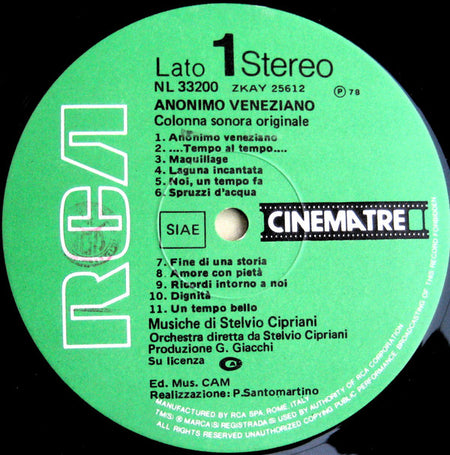 RCA
Lato 1 Stereo
NL 33200 ZKAY 25612 Ⓟ 78
ANONIMO VENEZIANO
Colonna sonora originale
1. Anonimo veneziano
2. ....Tempo al tempo....
3. Maquillage
4. Laguna incantata
5. Noi, un tempo fa
6. Spruzzi d'acqua
SIAE
CINEMATRE
7. Fine di una storia
8. Amore con pietà
9. Ricordi intorno a noi
10. Dignità
11. Un tempo bello
Musiche di Stelvio Cipriani
Orchestra diretta da Stelvio Cipriani
Produzione G. Giacchi
Su licenza
Ed. Mus. CAM
Realizzazione: P.Santomartino
MANUFACTURED BY RCA SPA, ROME, ITALY
TM(S) ® MARCA(S) REGISTRADA(S) USED BY AUTHORITY OF RCA CORPORATION
ALL RIGHTS RESERVED UNAUTHORIZED COPYING PUBLIC PERFORMANCE BROADCASTING OF THIS RECORD FORBIDDEN